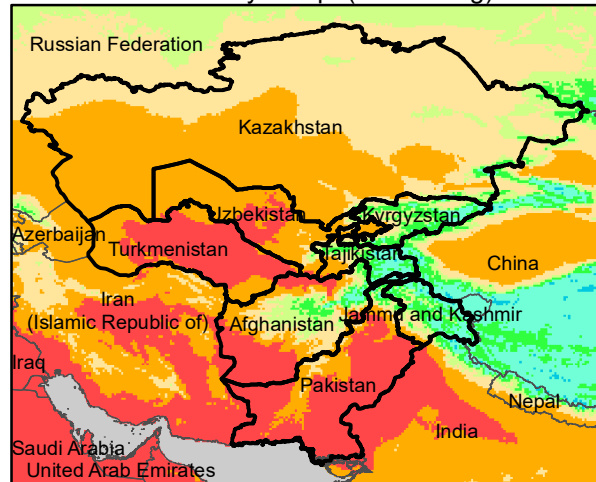 Russian Federation
Kazakhstan
Uzbekistan
Kyrgyzstan
Azerbaijan
Turkmenistan
Tajikistan
China
Iran
(Islamic Republic of)
Afghanistan
Jammu and Kashmir
Iraq
Pakistan
Nepal
India
Saudi Arabia
United Arab Emirates